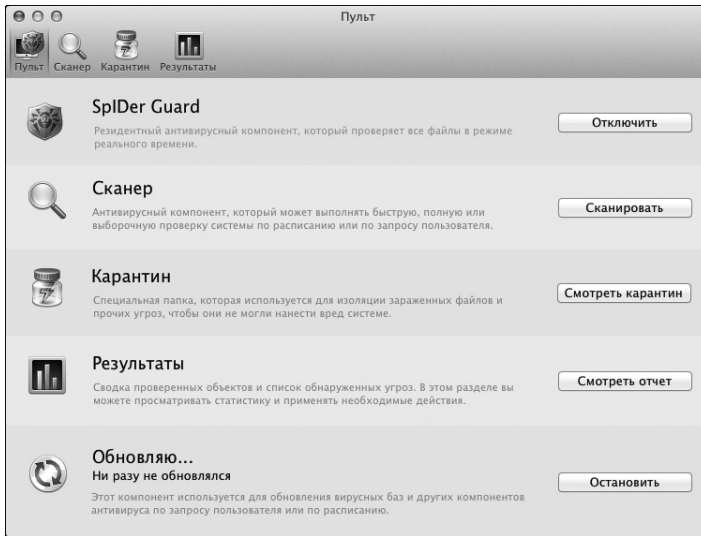 Пульт
Пульт Сканер Карантин Результаты
SpIDer Guard
Резидентный антивирусный компонент, который проверяет все файлы в режиме
реального времени.
Отключить
Сканер
Антивирусный компонент, который может выполнять быструю, полную или
выборочную проверку системы по расписанию или по запросу пользователя.
Сканировать
Карантин
Специальная папка, которая используется для изоляции зараженных файлов и
прочих угроз, чтобы они не могли нанести вред системе.
Смотреть карантин
Результаты
Сводка проверенных объектов и список обнаруженных угроз. В этом разделе вы
можете просматривать статистику и применять необходимые действия.
Смотреть отчет
Обновляю...
Ни разу не обновлялся
Этот компонент используется для обновления вирусных баз и других компонентов
антивируса по запросу пользователя или по расписанию.
Остановить